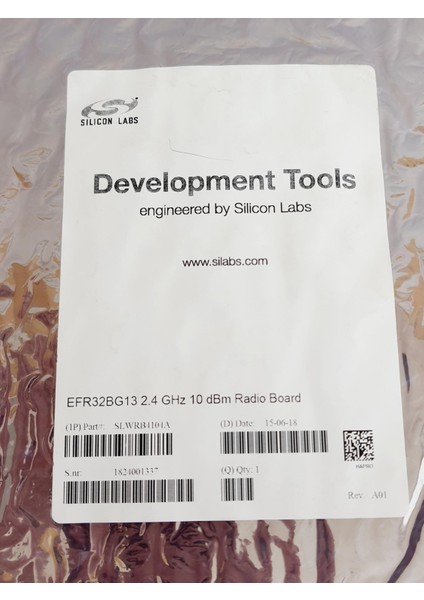 SILICON LABS
Development Tools
engineered by Silicon Labs
www.silabs.com
EFR32BG13 2.4 GHz 10 dBm Radio Board
(1P) Part#: SLWRB4104A (D) Date: 15-06-18
S.nr: 1824001337 (Q) Qty: 1
Rev: A01